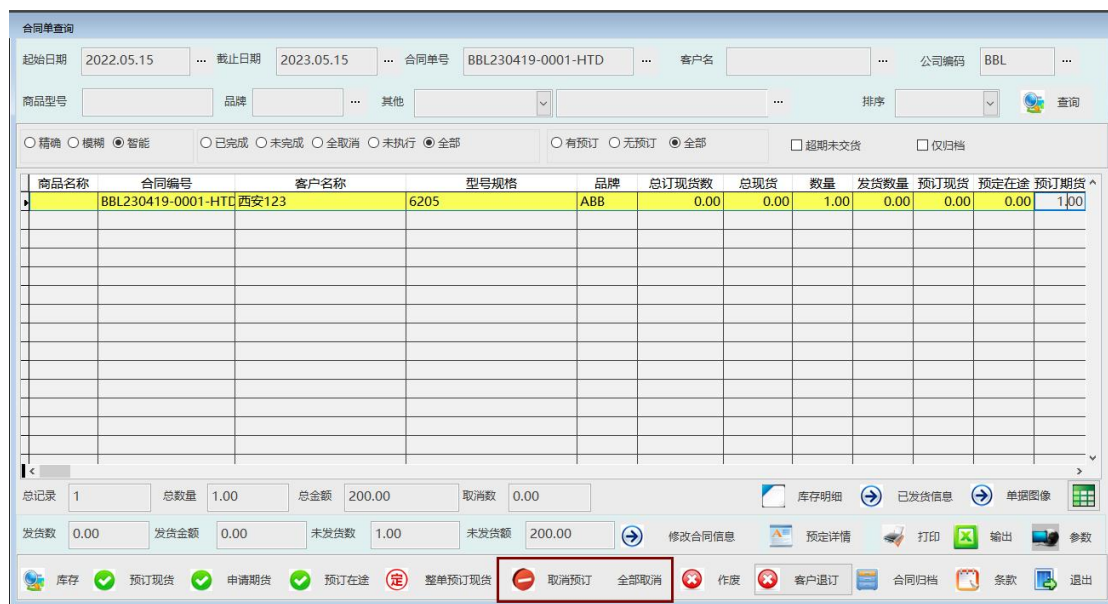 合同单查询
起始日期 2022.05.15 ... 截止日期 2023.05.15 ... 合同单号 BBL230419-0001-HTD ... 客户名 ... 公司编码 BBL ...
商品型号 品牌 ... 其他 ... 排序 查询
精确 模糊 智能 已完成 未完成 全取消 未执行 全部 有预订 无预订 全部 超期未交货 仅归档
商品名称 合同编号 客户名称 型号规格 品牌 总订现货数 总现货 数量 发货数量 预订现货 预定在途 预订期货
BBL230419-0001-HTD 西安123 6205 ABB 0.00 0.00 1.00 0.00 0.00 0.00 1.00
总记录 1 总数量 1.00 总金额 200.00 取消数 0.00 库存明细 已发货信息 单据图像
发货数 0.00 发货金额 0.00 未发货数 1.00 未发货额 200.00 修改合同信息 预定详情 打印 输出 参数
库存 预订现货 申请期货 预订在途 定 整单预订现货 取消预订 全部取消 作废 客户退订 合同归档 条款 退出